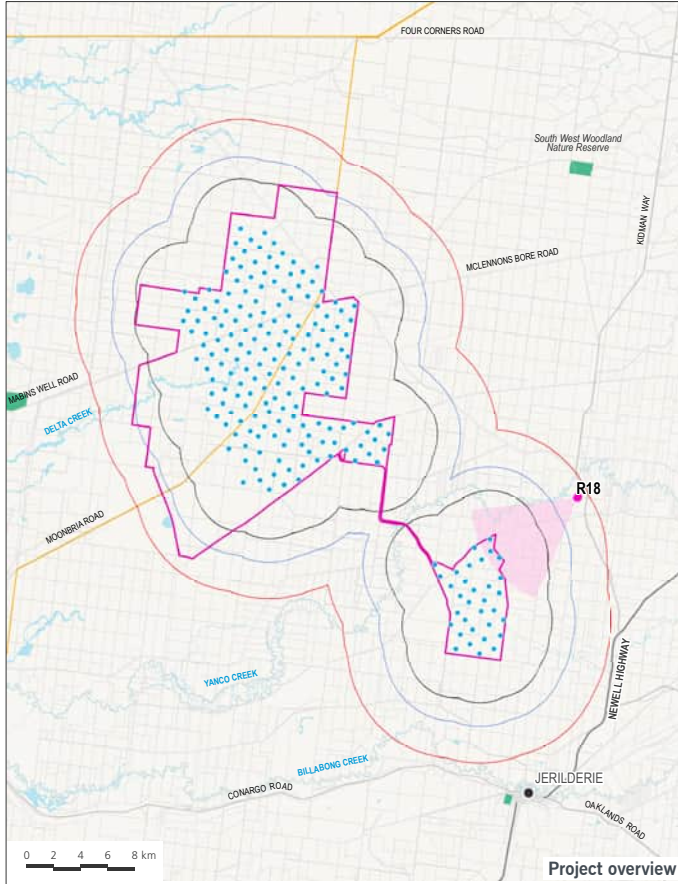 FOUR CORNERS ROAD
South West Woodland
Nature Reserve
KIDMAN WAY
MCLENNONS BORE ROAD
MABINS WELL ROAD
DELTA CREEK
R18
MOONBRIA ROAD
NEWELL HIGHWAY
YANCO CREEK
BILLABONG CREEK
JERILDERIE
CONARGO ROAD
OAKLANDS ROAD
0 2 4 6 8 km
Project overview